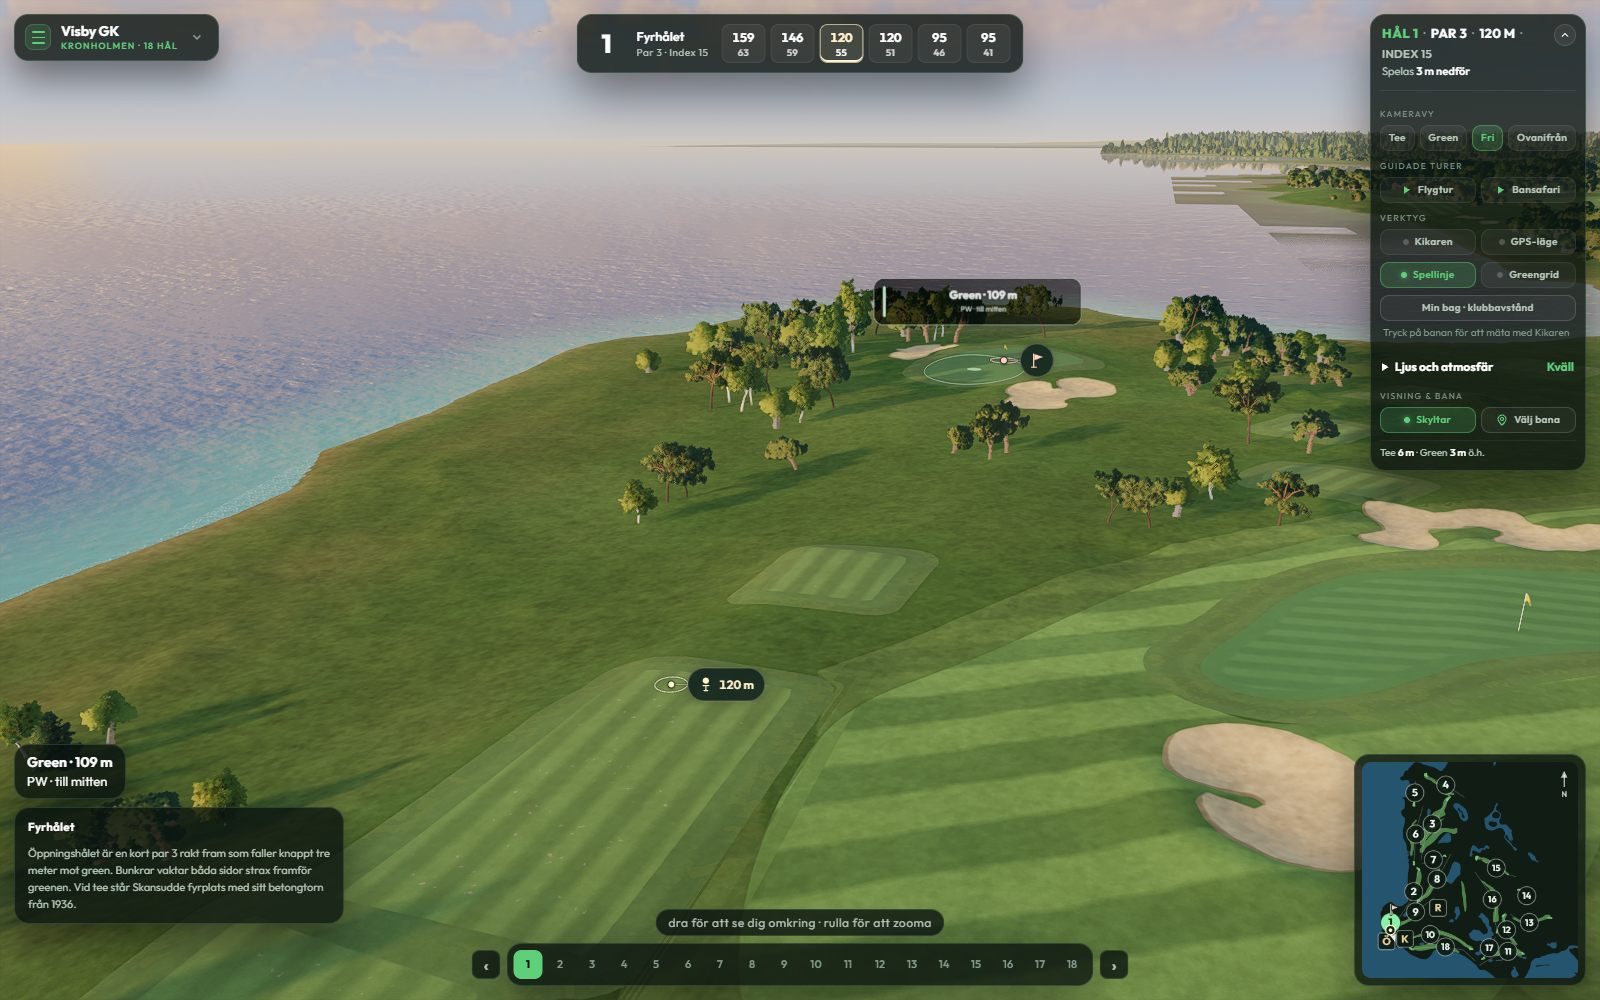 Visby GK
KRONHOLMEN · 18 HÅL
1
Fyrhålet
Par 3 · Index 15
159
63
146
59
120
55
120
51
95
46
95
41
HÅL 1 · PAR 3 · 120 M ·
INDEX 15
Spelas 3 m nedför
KAMERAVY
Tee
Green
Fri
Ovanifrån
GUIDADE TURER
Flygtur
Bansafari
VERKTYG
Kikaren
GPS-läge
Spellinje
Greengrid
Min bag · klubbavstånd
Tryck på banan för att mäta med Kikaren
Ljus och atmosfär
Kväll
VISNING & BANA
Skyltar
Välj bana
Tee 6 m · Green 3 m ö.h.
Green · 109 m
PW · till mitten
120 m
Green · 109 m
PW · till mitten
Fyrhålet
Öppningshålet är en kort par 3 rakt fram som faller knappt tre
meter mot green. Bunkrar vaktar båda sidor strax framför
greenen. Vid tee står Skansudde fyrplats med sitt betongtorn
från 1936.
dra för att se dig omkring · rulla för att zooma
‹ 1 2 3 4 5 6 7 8 9 10 11 12 13 14 15 16 17 18 ›
N
4
5
3
6
7
15
8
2
14
16
9
R
13
1
12
Ö
K
10
18
17
11